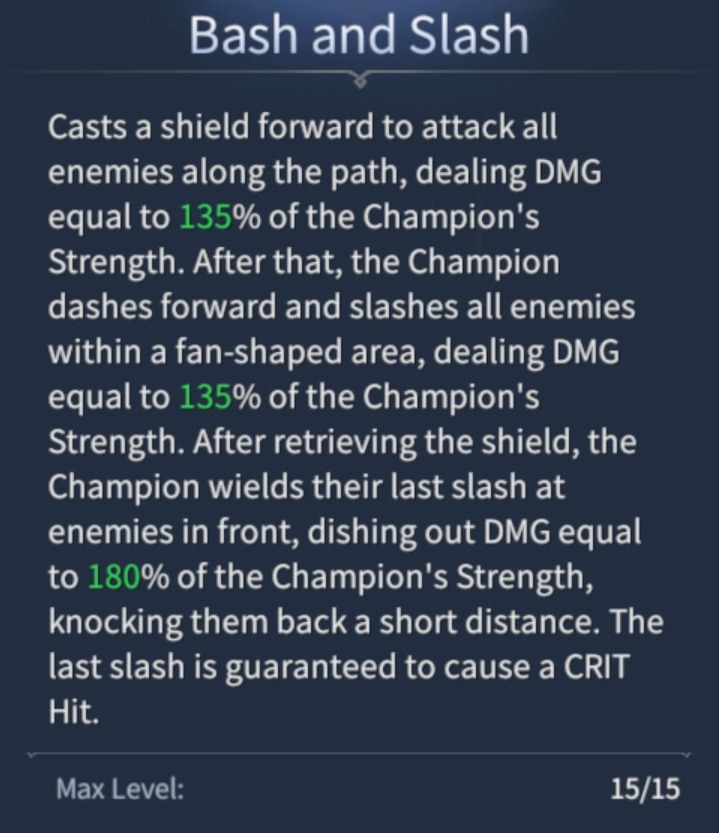 Bash and Slash
Casts a shield forward to attack all
enemies along the path, dealing DMG
equal to 135% of the Champion's
Strength. After that, the Champion
dashes forward and slashes all enemies
within a fan-shaped area, dealing DMG
equal to 135% of the Champion's
Strength. After retrieving the shield, the
Champion wields their last slash at
enemies in front, dishing out DMG equal
to 180% of the Champion's Strength,
knocking them back a short distance. The
last slash is guaranteed to cause a CRIT
Hit.
Max Level: 15/15